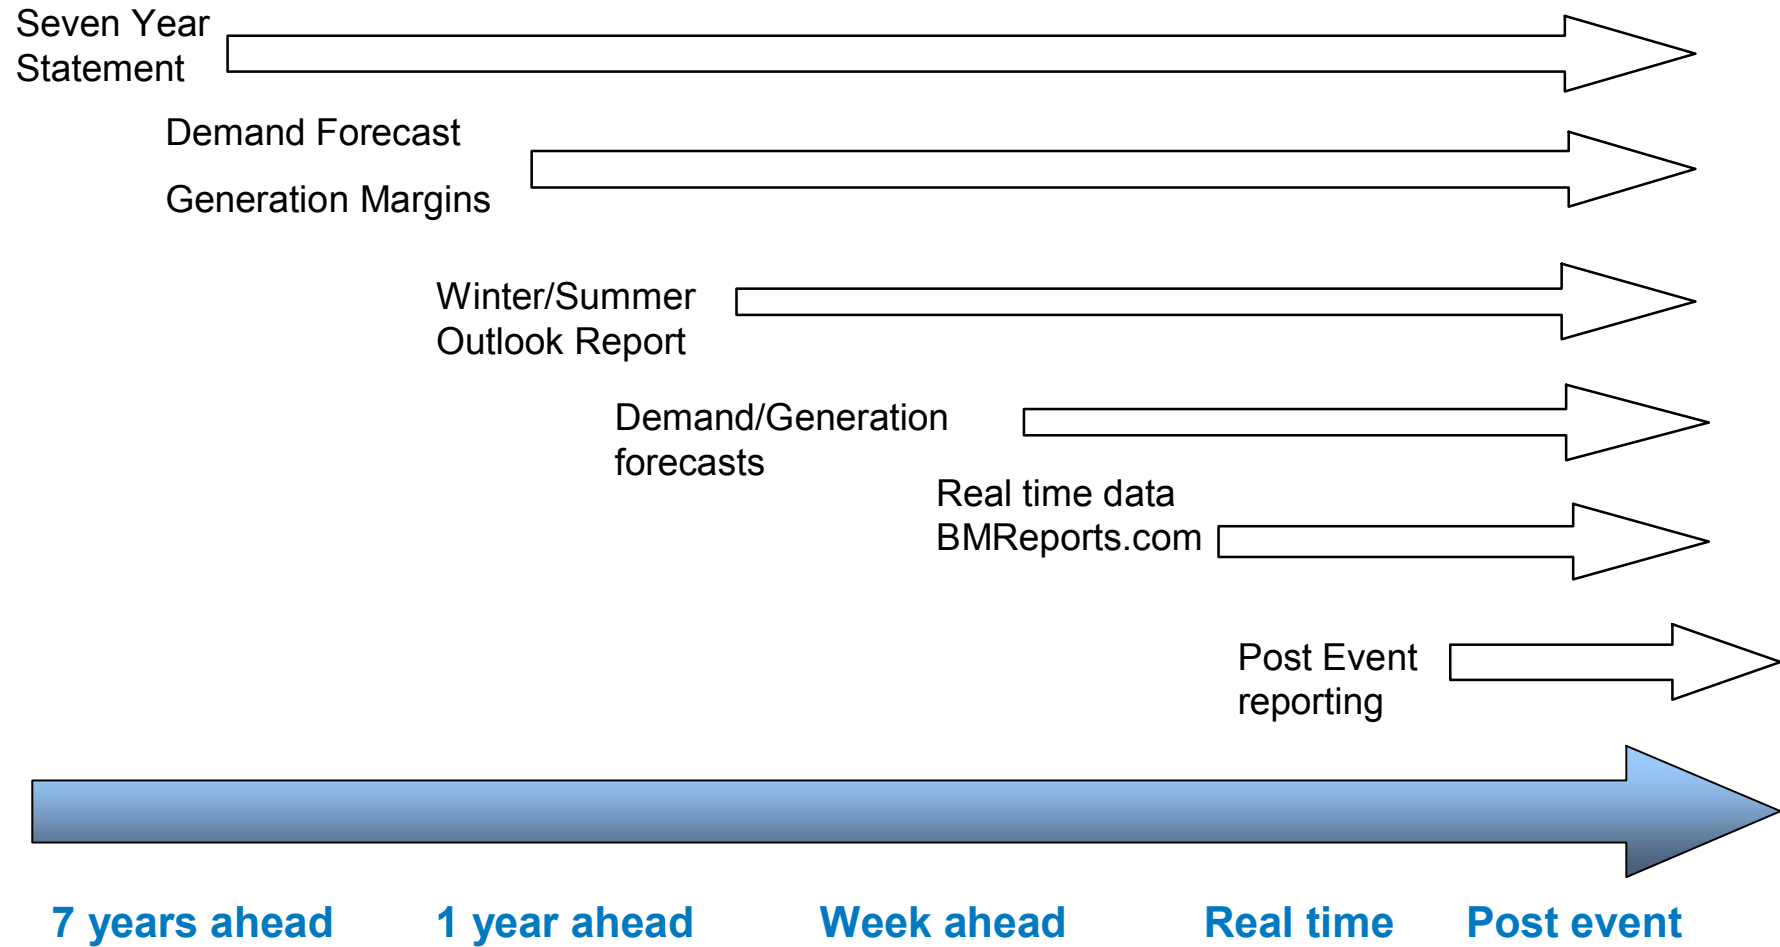 Seven Year
Statement
Demand Forecast
Generation Margins
Winter/Summer
Outlook Report
Demand/Generation
forecasts
Real time data
BMReports.com
Post Event
reporting
7 years ahead
1 year ahead
Week ahead
Real time
Post event